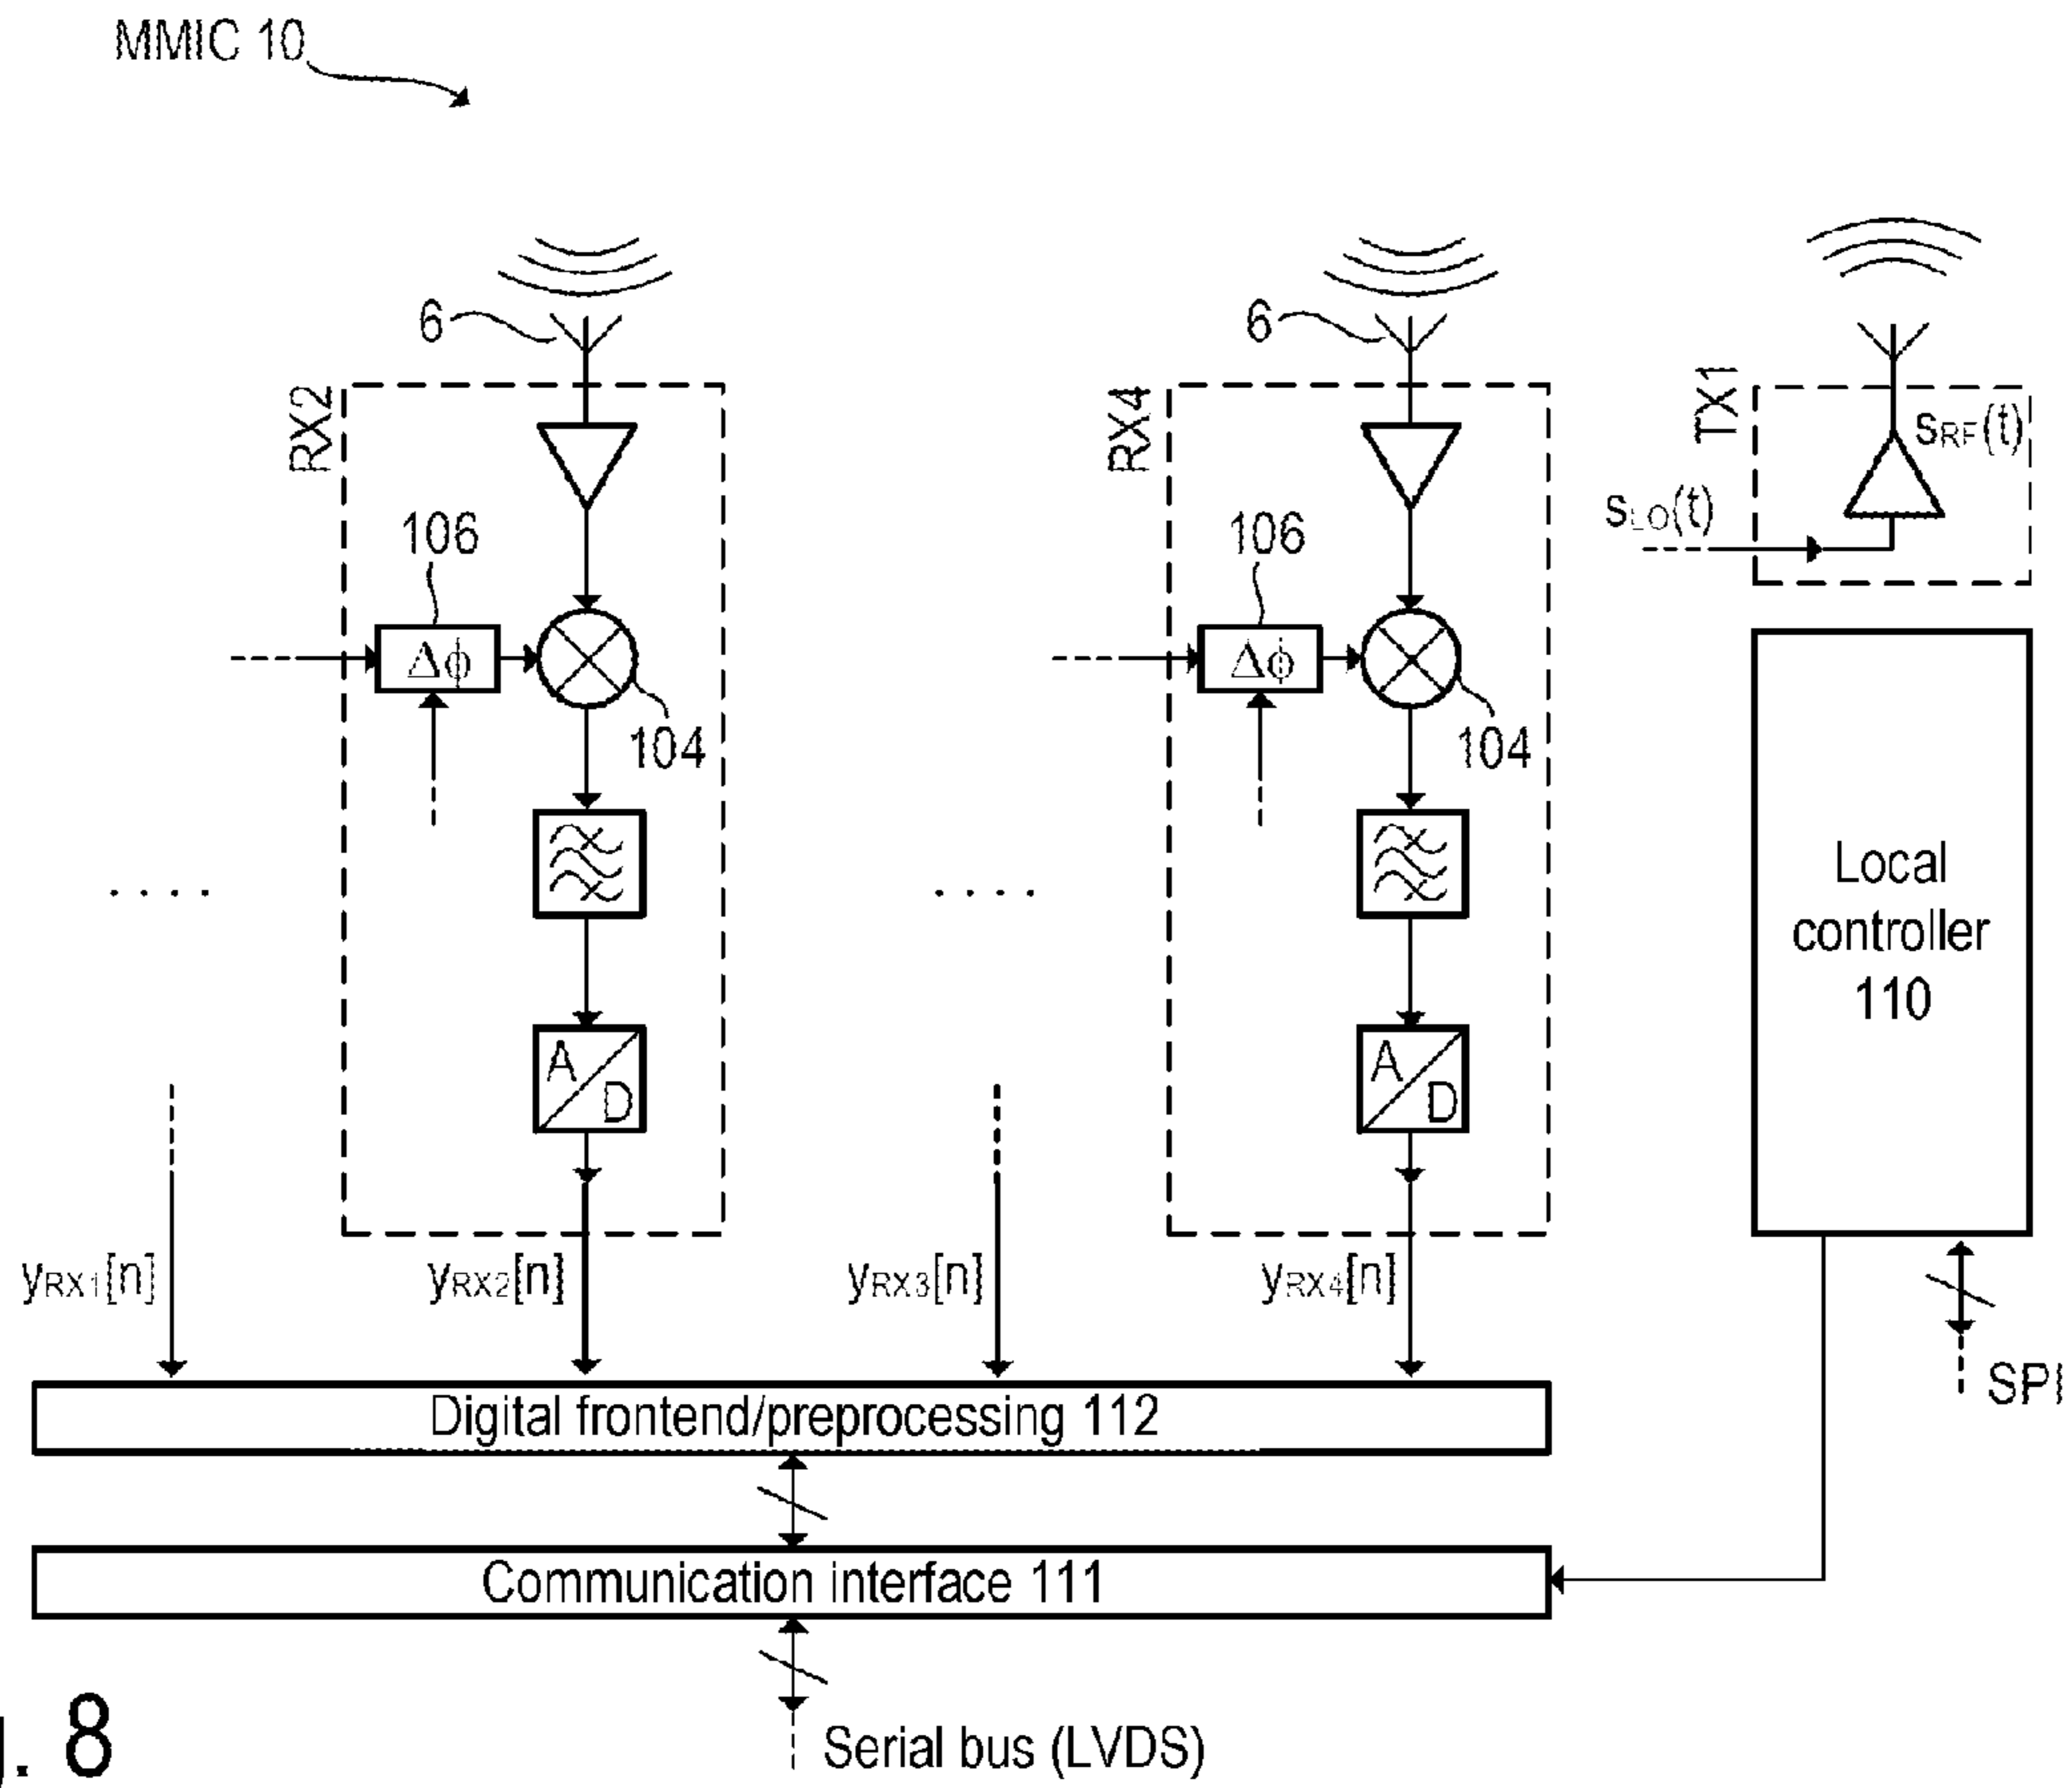 MMIC 10
6
6
RX2
RX4
TX1
sRF(t)
sLO(t)
106
106
Δϕ
Δϕ
104
104
Local
controller
110
. . . .
. . . .
A
D
A
D
yRX1[n]
yRX2[n]
yRX3[n]
yRX4[n]
SPI
Digital frontend/preprocessing 112
Communication interface 111
Serial bus (LVDS)
. 8